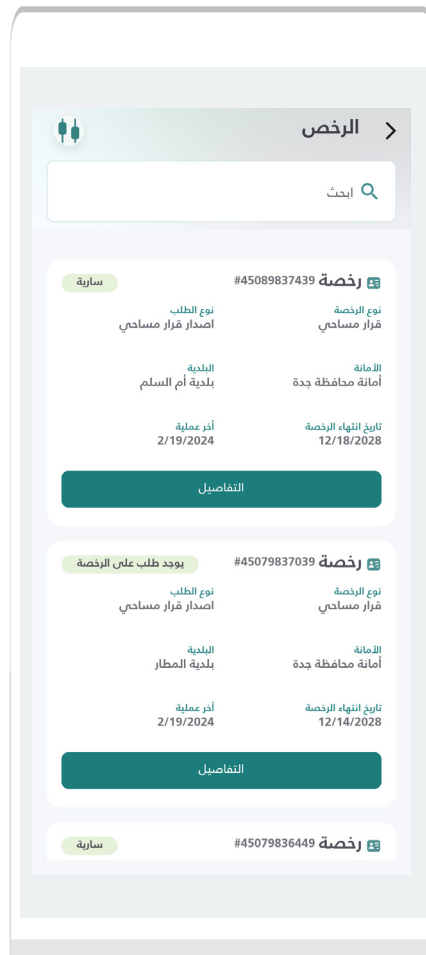 الرخص
ابحث
رخصة #45089837439 سارية
نوع الرخصة نوع الطلب
قرار مساحي اصدار قرار مساحي
الأمانة البلدية
أمانة محافظة جدة بلدية أم السلم
تاريخ انتهاء الرخصة أخر عملية
12/18/2028 2/19/2024
التفاصيل
رخصة #45079837039 يوجد طلب على الرخصة
نوع الرخصة نوع الطلب
قرار مساحي اصدار قرار مساحي
الأمانة البلدية
أمانة محافظة جدة بلدية المطار
تاريخ انتهاء الرخصة أخر عملية
12/14/2028 2/19/2024
التفاصيل
رخصة #45079836449 سارية